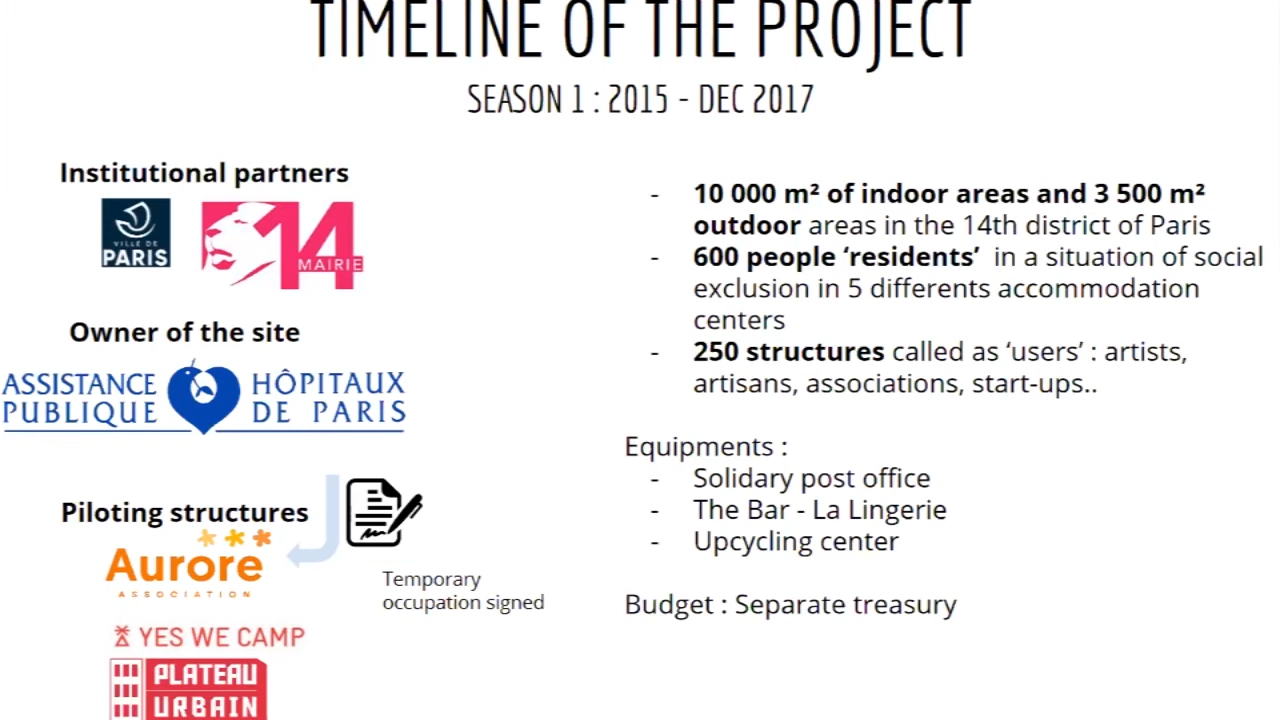 TIMELINE OF THE PROJECT
SEASON 1 : 2015 - DEC 2017
Institutional partners
VILLE DE
PARIS
14
MAIRIE
Owner of the site
ASSISTANCE HÔPITAUX
PUBLIQUE DE PARIS
Piloting structures
Aurore
ASSOCIATION
Temporary
occupation signed
YES WE CAMP
PLATEAU
URBAIN
- 10 000 m² of indoor areas and 3 500 m²
outdoor areas in the 14th district of Paris
- 600 people ‘residents’ in a situation of social
exclusion in 5 differents accommodation
centers
- 250 structures called as ‘users’ : artists,
artisans, associations, start-ups..
Equipments :
- Solidary post office
- The Bar - La Lingerie
- Upcycling center
Budget : Separate treasury